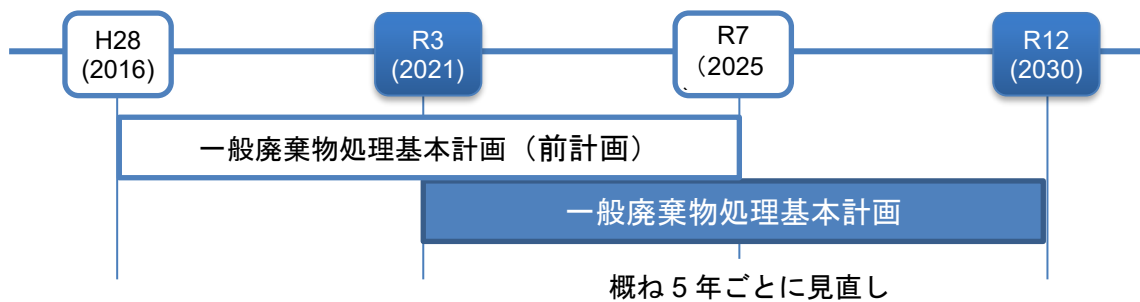 H28
(2016)
R3
(2021)
R7
（2025
R12
(2030)
一般廃棄物処理基本計画（前計画）
一般廃棄物処理基本計画
概ね 5 年ごとに見直し